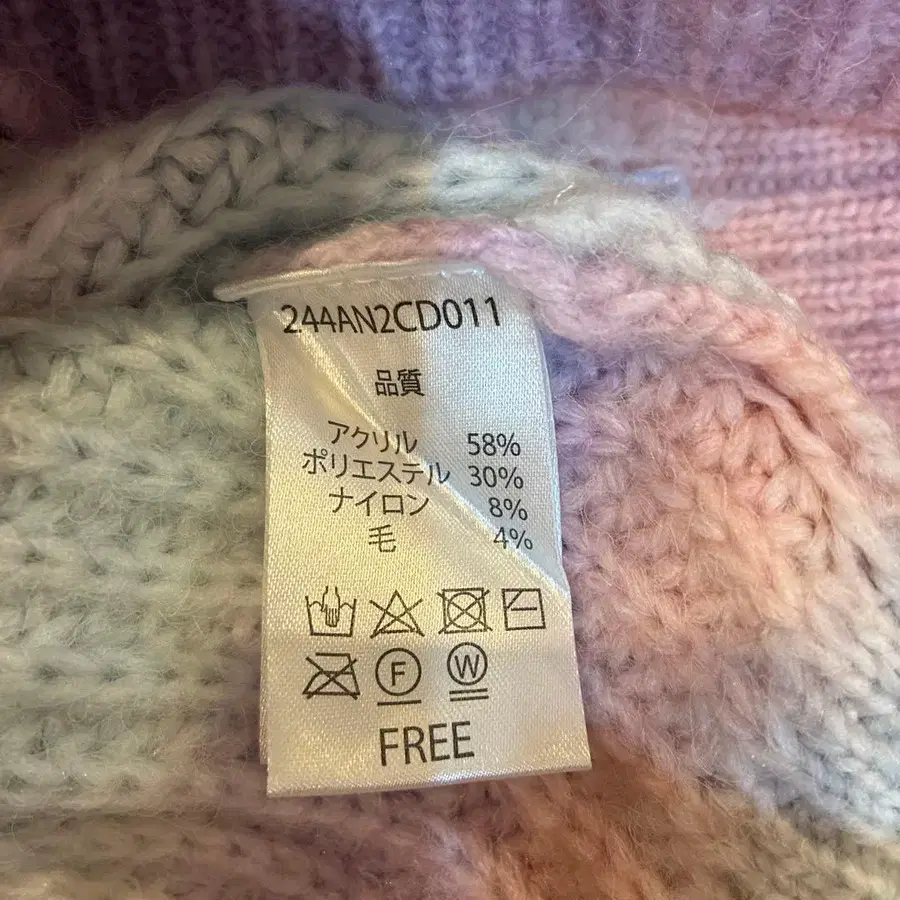 244AN2CD011
品質
アクリル 58%
ポリエステル 30%
ナイロン 8%
毛 4%
F W
FREE